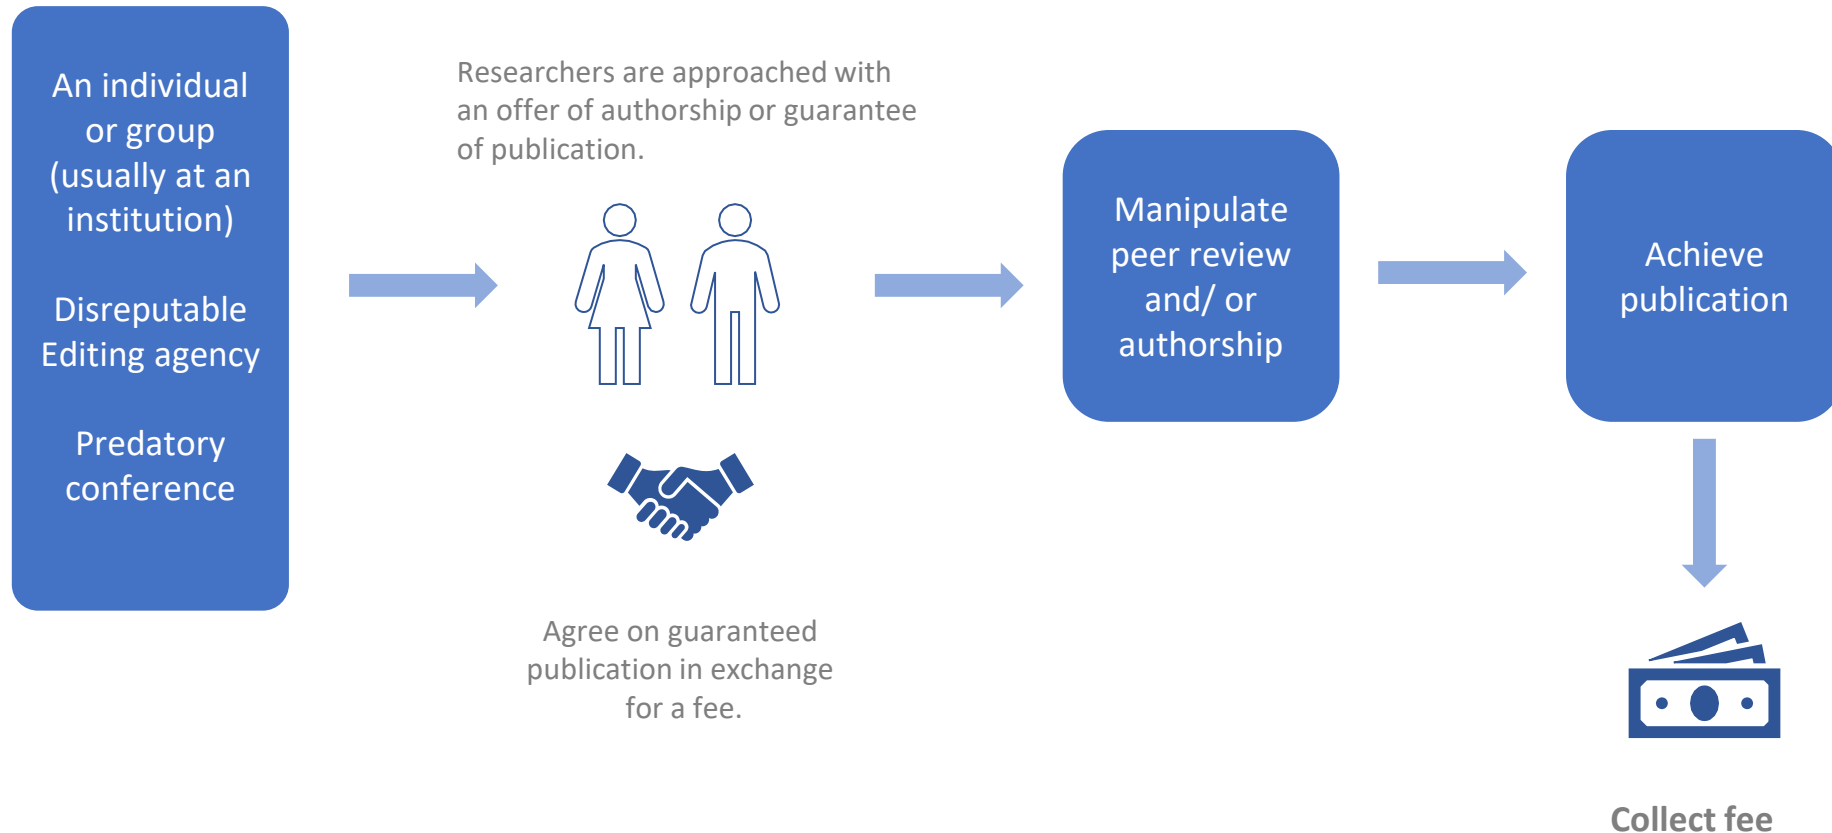 An individual
or group
(usually at an
institution)
Disreputable
Editing agency
Predatory
conference
Researchers are approached with
an offer of authorship or guarantee
of publication.
Agree on guaranteed
publication in exchange
for a fee.
Manipulate
peer review
and/ or
authorship
Achieve
publication
Collect fee